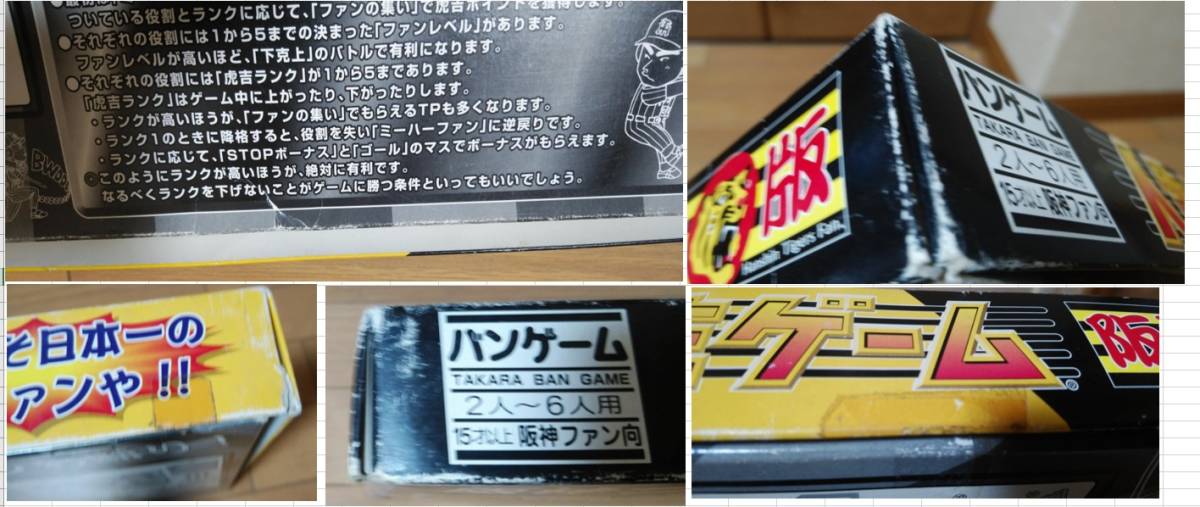 ついている役割とランクに応じて、「ファンの集い」で虎吉ポイントを獲得します。
●それぞれの役割には1から5までの決まった「ファンレベル」があります。
ファンレベルが高いほど、「下克上」のバトルで有利になります。
●それぞれの役割には「虎吉ランク」が1から5まであります。
「虎吉ランク」はゲーム中に上がったり、下がったりします。
・ランクが高いほうが、「ファンの集い」でもらえるTPも多くなります。
・ランク1のときに降格すると、役割を失い「ミーハーファン」に逆戻りです。
・ランクに応じて、「STOPボーナス」と「ゴール」のマスでボーナスがもらえます。
●このようにランクが高いほうが、絶対に有利です。
なるべくランクを下げないことがゲームに勝つ条件といってもいいでしょう。
版
Hanshin Tigers Fan
バンゲーム
TAKARA BAN GAME
2人～6人用
15才以上 阪神ファン向
そ日本一の
ァンや!!
バンゲーム
TAKARA BAN GAME
2人～6人用
15才以上 阪神ファン向
ゲーム
®
阪